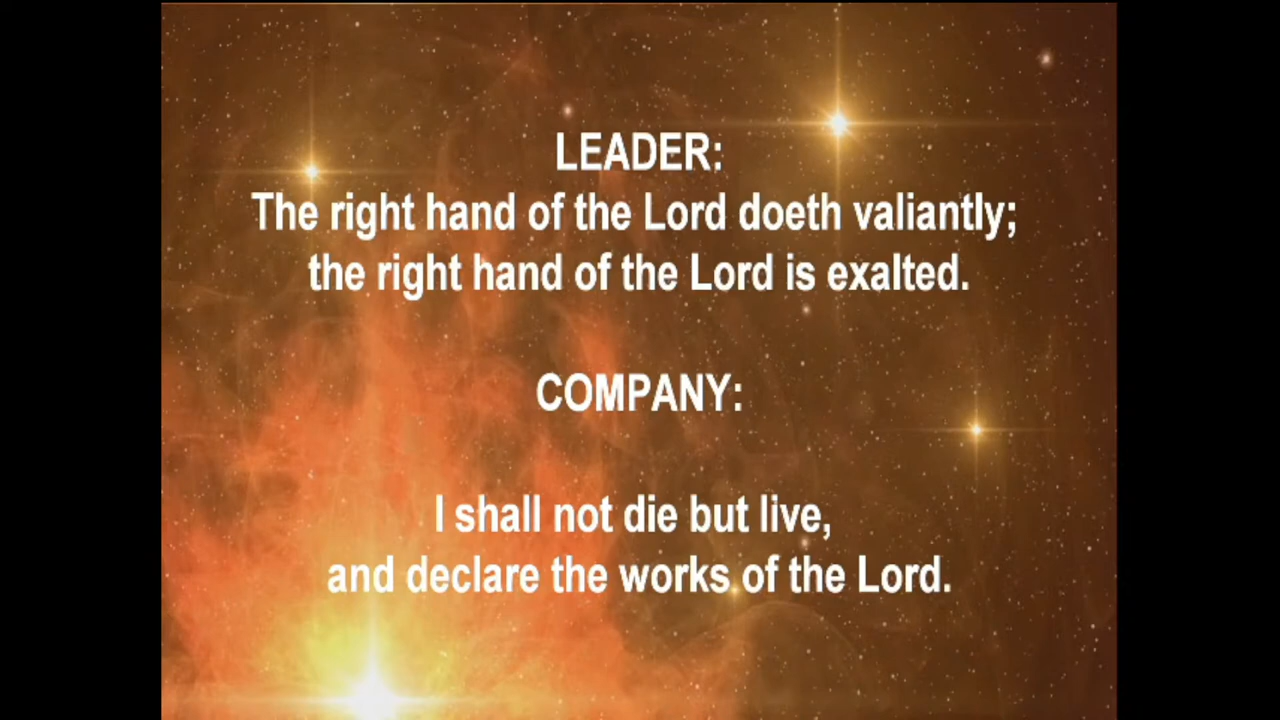 LEADER:
The right hand of the Lord doeth valiantly;
the right hand of the Lord is exalted.
COMPANY:
I shall not die but live,
and declare the works of the Lord.